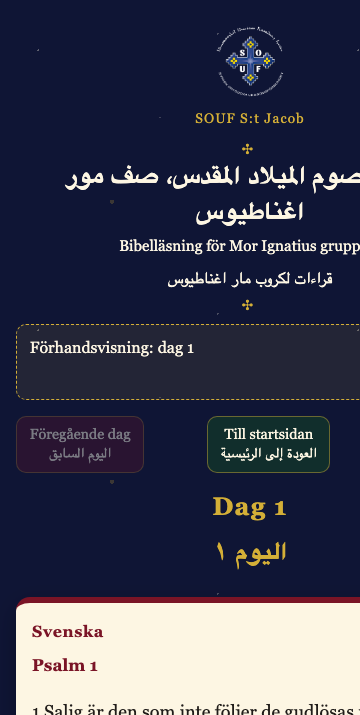 S O
U F
SOUF S:t Jacob
صوم الميلاد المقدس، صف مور
اغناطيوس
Bibelläsning för Mor Ignatius grupp
قراءات لكروب مار اغناطيوس
Förhandsvisning: dag 1
Föregående dag
اليوم السابق
Till startsidan
العودة إلى الرئيسية
Dag 1
اليوم ١
Svenska
Psalm 1
1 Salig är den som inte följer de gudlösas